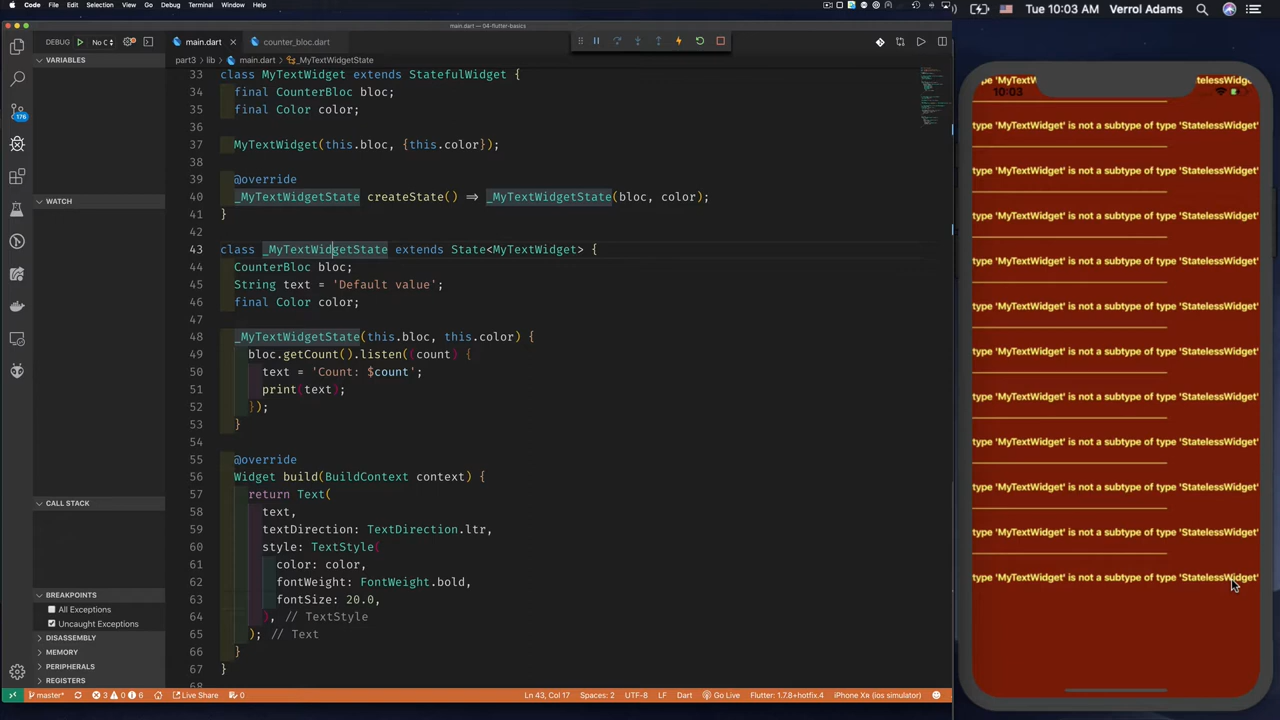 Code File Edit Selection View Go Debug Terminal Window Help
Tue 10:03 AM Verrol Adams
main.dart — 04-flutter-basics
DEBUG No C
main.dart
counter_bloc.dart
VARIABLES
part3 › lib › main.dart › _MyTextWidgetState
33 class MyTextWidget extends StatefulWidget {
34 final CounterBloc bloc;
35 final Color color;
36
37 MyTextWidget(this.bloc, {this.color});
38
39 @override
40 _MyTextWidgetState createState() ⇒ _MyTextWidgetState(bloc, color);
41 }
42
43 class _MyTextWidgetState extends State<MyTextWidget> {
44 CounterBloc bloc;
45 String text = 'Default value';
46 final Color color;
47
48 _MyTextWidgetState(this.bloc, this.color) {
49 bloc.getCount().listen((count) {
50 text = 'Count: $count';
51 print(text);
52 });
53 }
54
55 @override
56 Widget build(BuildContext context) {
57 return Text(
58 text,
59 textDirection: TextDirection.ltr,
60 style: TextStyle(
61 color: color,
62 fontWeight: FontWeight.bold,
63 fontSize: 20.0,
64 ), // TextStyle
65 ); // Text
66 }
67 }
68
176
WATCH
CALL STACK
BREAKPOINTS
All Exceptions
Uncaught Exceptions
DISASSEMBLY
MEMORY
PERIPHERALS
REGISTERS
master* 3 0 6 Live Share 0 Ln 43, Col 17 Spaces: 2 UTF-8 LF Dart Go Live Flutter: 1.7.8+hotfix.4 iPhone Xʀ (ios simulator)
10:03
type 'MyTextWidget' is not a subtype of type 'StatelessWidget'
type 'MyTextWidget' is not a subtype of type 'StatelessWidget'
type 'MyTextWidget' is not a subtype of type 'StatelessWidget'
type 'MyTextWidget' is not a subtype of type 'StatelessWidget'
type 'MyTextWidget' is not a subtype of type 'StatelessWidget'
type 'MyTextWidget' is not a subtype of type 'StatelessWidget'
type 'MyTextWidget' is not a subtype of type 'StatelessWidget'
type 'MyTextWidget' is not a subtype of type 'StatelessWidget'
type 'MyTextWidget' is not a subtype of type 'StatelessWidget'
type 'MyTextWidget' is not a subtype of type 'StatelessWidget'
type 'MyTextWidget' is not a subtype of type 'StatelessWidget'